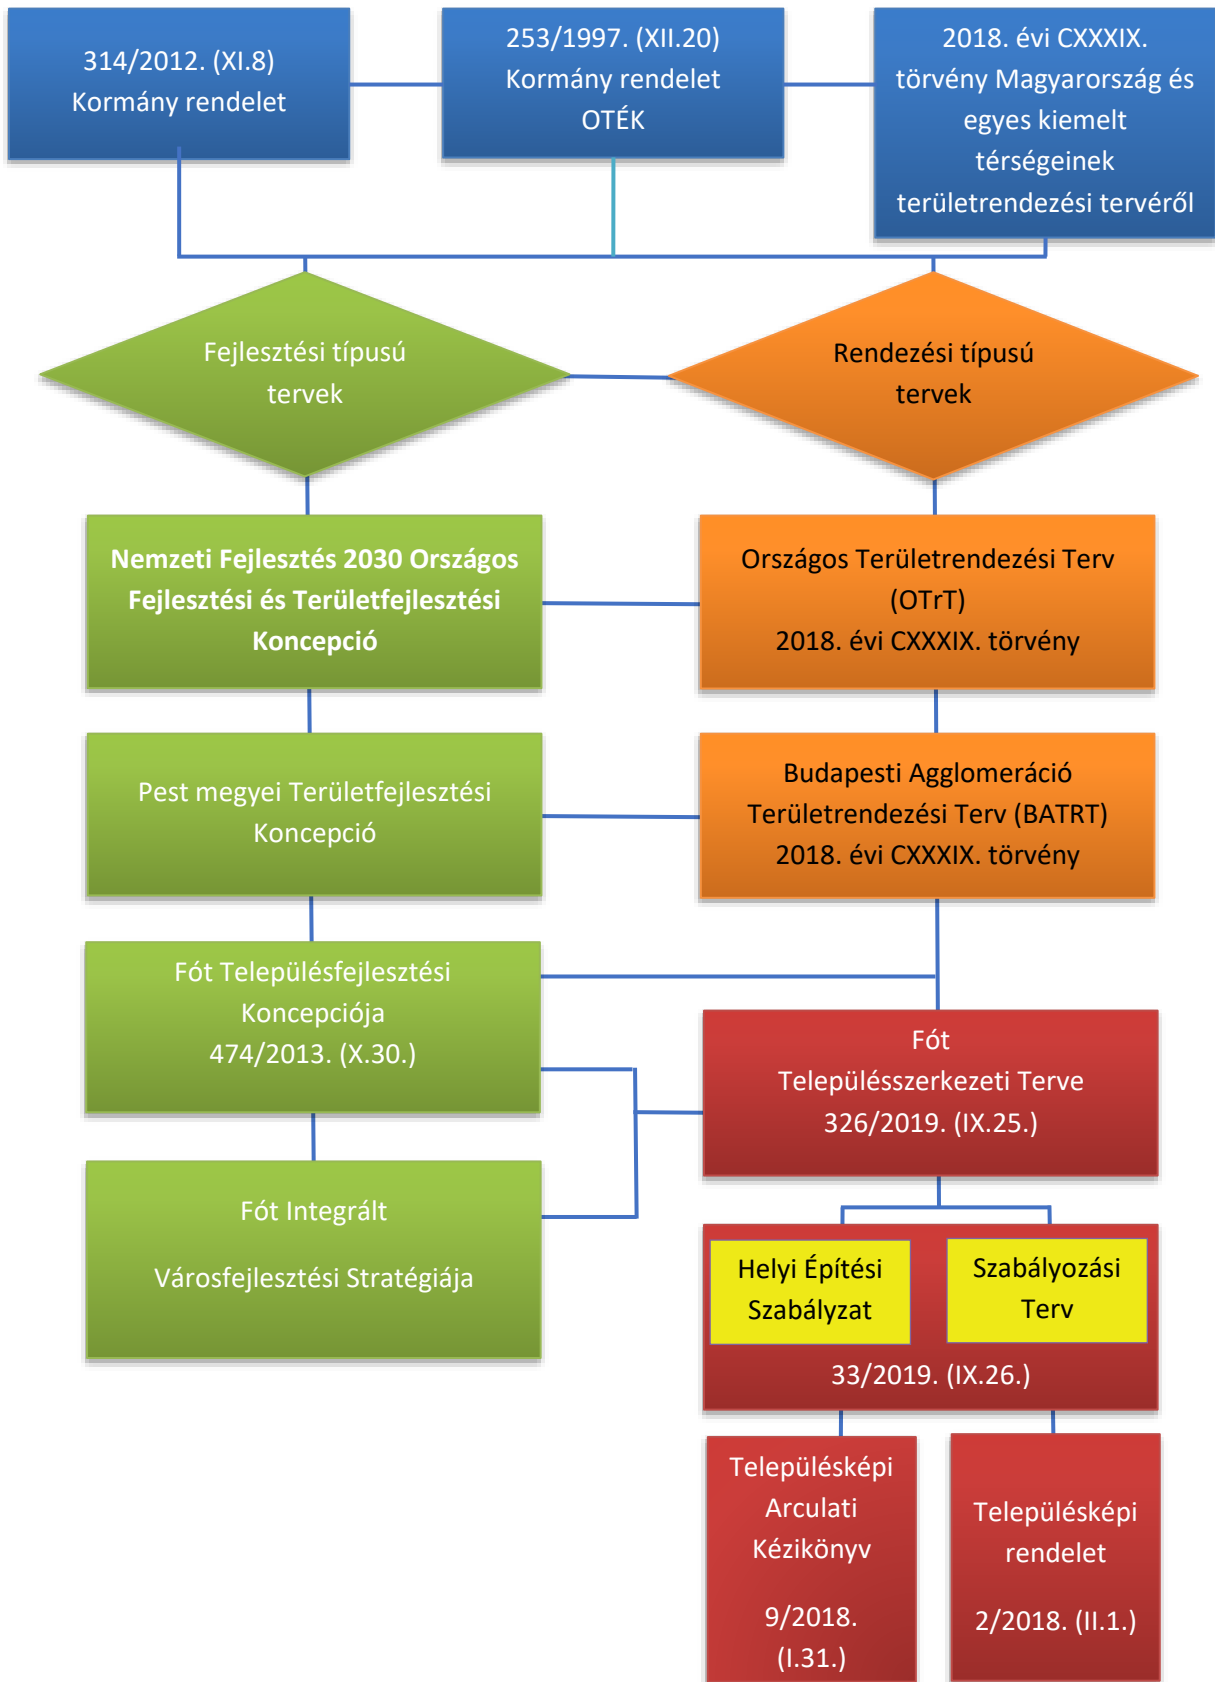 314/2012. (XI.8)
Kormány rendelet
253/1997. (XII.20)
Kormány rendelet
OTÉK
2018. évi CXXXIX.
törvény Magyarország és
egyes kiemelt
térségeinek
területrendezési tervéről
Fejlesztési típusú
tervek
Rendezési típusú
tervek
Nemzeti Fejlesztés 2030 Országos
Fejlesztési és Területfejlesztési
Koncepció
Országos Területrendezési Terv
(OTrT)
2018. évi CXXXIX. törvény
Pest megyei Területfejlesztési
Koncepció
Budapesti Agglomeráció
Területrendezési Terv (BATRT)
2018. évi CXXXIX. törvény
Fót Településfejlesztési
Koncepciója
474/2013. (X.30.)
Fót
Településszerkezeti Terve
326/2019. (IX.25.)
Fót Integrált
Városfejlesztési Stratégiája
Helyi Építési
Szabályzat
Szabályozási
Terv
33/2019. (IX.26.)
Településképi
Arculati
Kézikönyv
9/2018.
(I.31.)
Településképi
rendelet
2/2018. (II.1.)